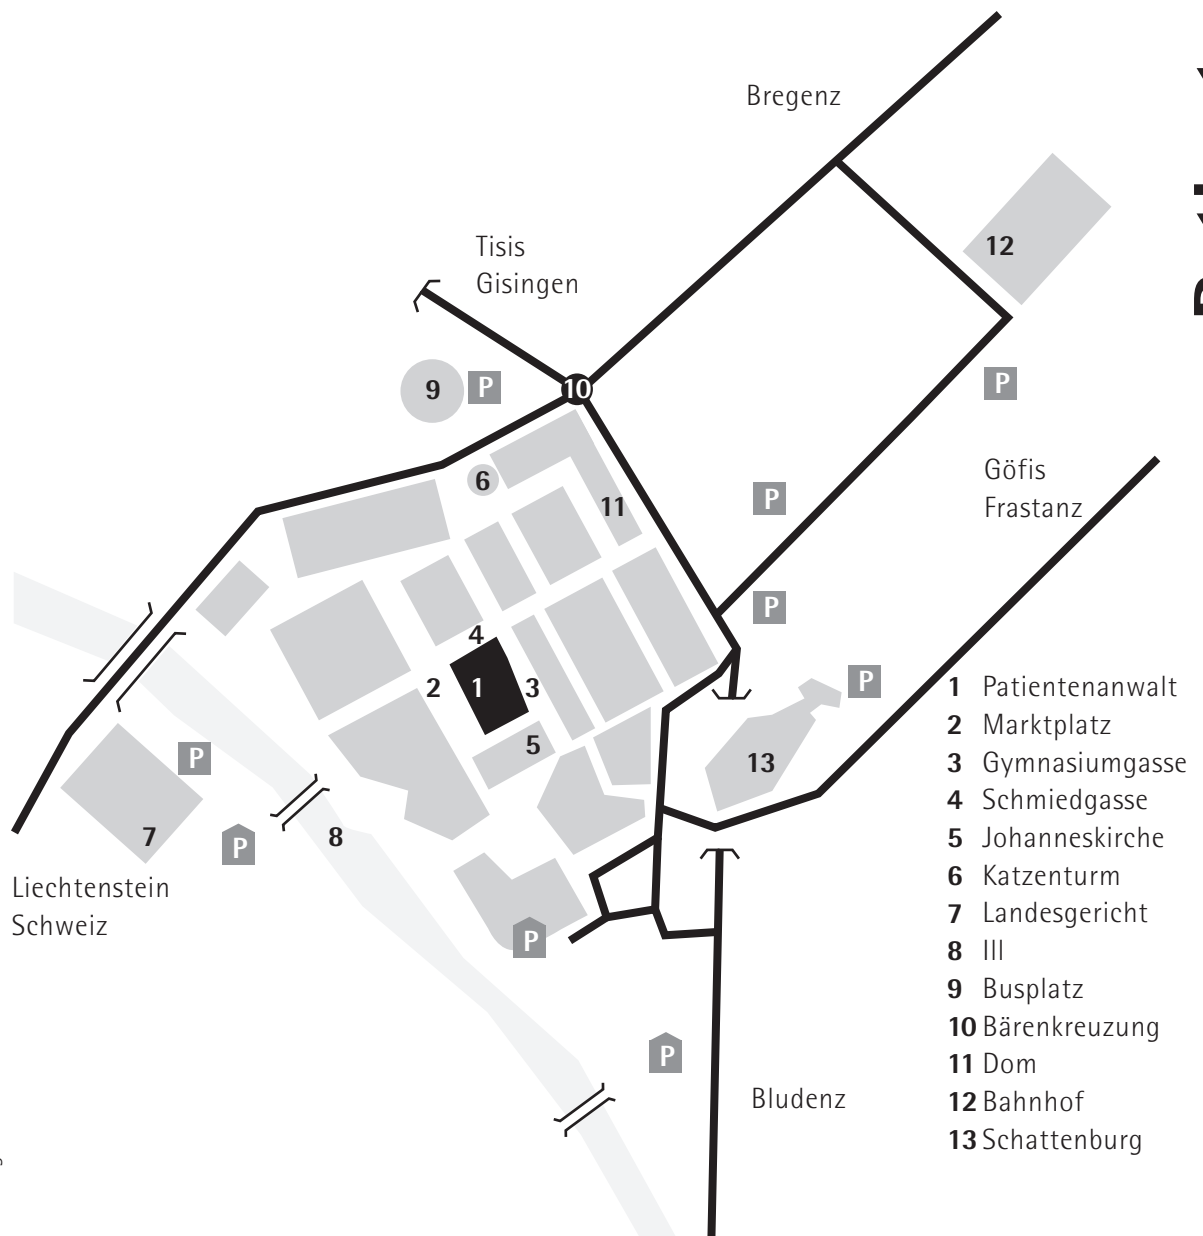 Bregenz
Tisis
Gisingen
12
9
P
10
P
6
Göfis
Frastanz
11
P
P
4
2
1
3
P
5
P
13
7
P
8
Liechtenstein
Schweiz
P
P
Bludenz
1 Patientenanwalt
2 Marktplatz
3 Gymnasiumgasse
4 Schmiedgasse
5 Johanneskirche
6 Katzenturm
7 Landesgericht
8 Ill
9 Busplatz
10 Bärenkreuzung
11 Dom
12 Bahnhof
13 Schattenburg